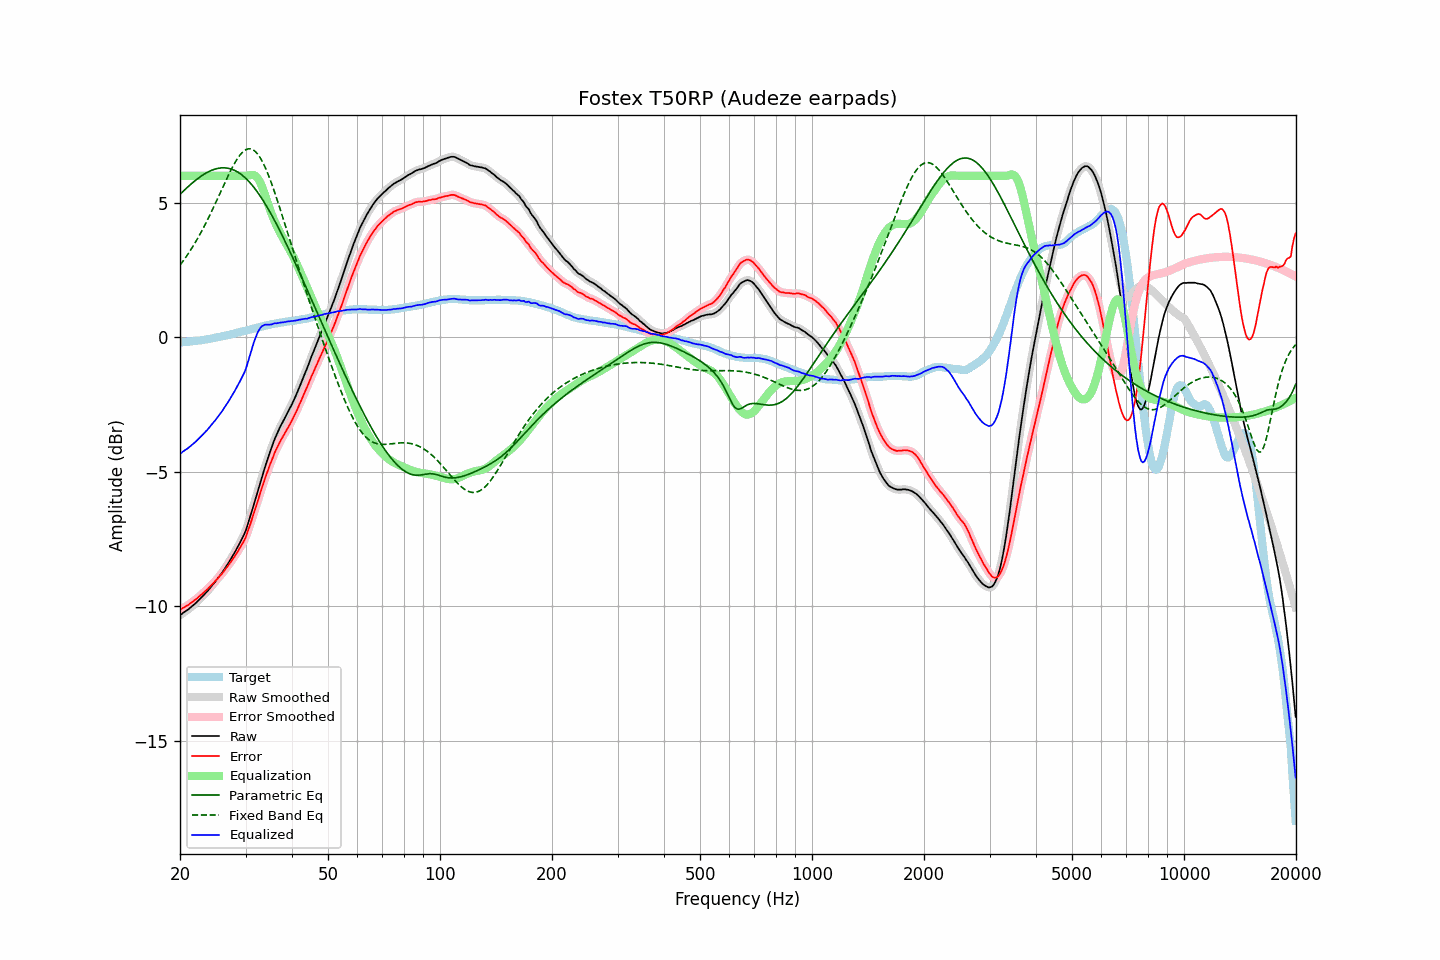 Fostex T50RP (Audeze earpads)
Amplitude (dBr)
5
0
−5
−10
−15
Target
Raw Smoothed
Error Smoothed
Raw
Error
Equalization
Parametric Eq
Fixed Band Eq
Equalized
20 50 100 200 500 1000 2000 5000 10000 20000
Frequency (Hz)